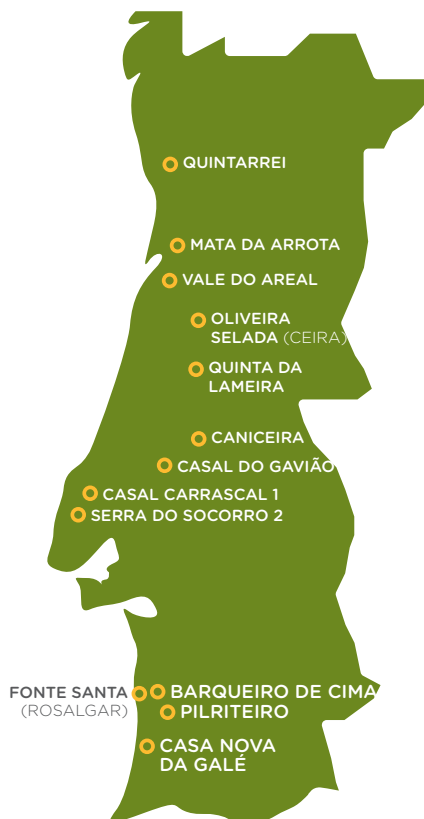 QUINTARREI
MATA DA ARROTA
VALE DO AREAL
OLIVEIRA
SELADA (CEIRA)
QUINTA DA
LAMEIRA
CANICEIRA
CASAL DO GAVIÃO
CASAL CARRASCAL 1
SERRA DO SOCORRO 2
FONTE SANTA
(ROSALGAR)
BARQUEIRO DE CIMA
PILRITEIRO
CASA NOVA
DA GALÉ